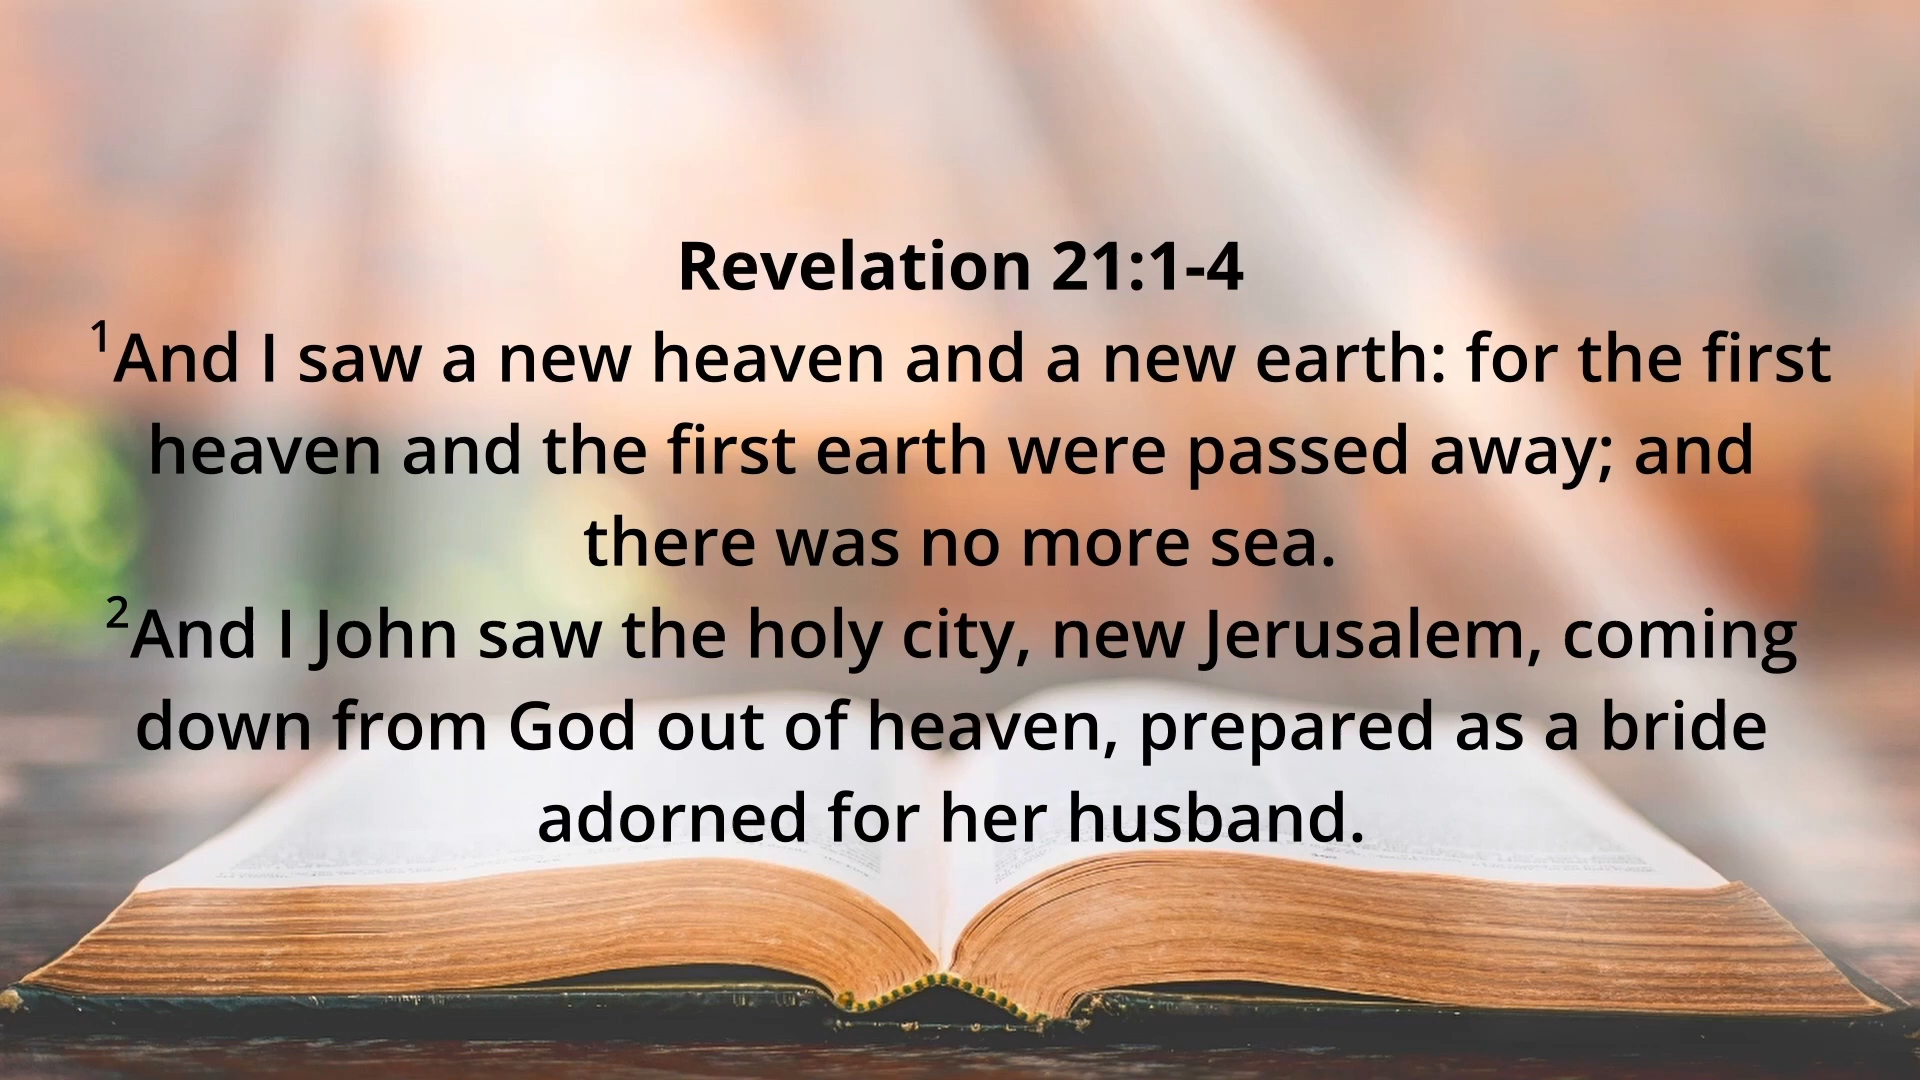 Revelation 21:1-4
¹And I saw a new heaven and a new earth: for the first
heaven and the first earth were passed away; and
there was no more sea.
²And I John saw the holy city, new Jerusalem, coming
down from God out of heaven, prepared as a bride
adorned for her husband.